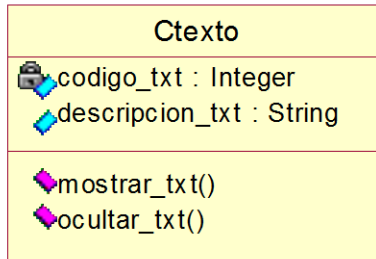 Ctexto
codigo_txt : Integer
descripcion_txt : String
mostrar_txt()
ocultar_txt()